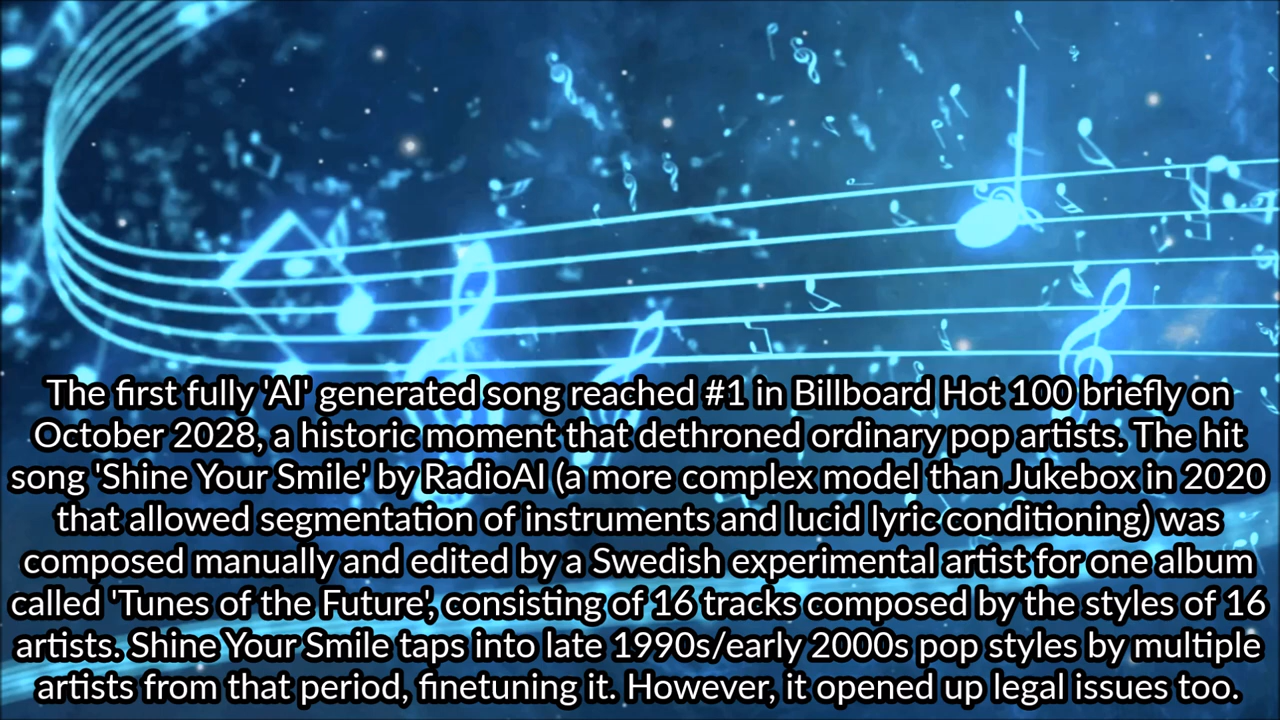 The first fully 'AI' generated song reached #1 in Billboard Hot 100 briefly on
October 2028, a historic moment that dethroned ordinary pop artists. The hit
song 'Shine Your Smile' by RadioAI (a more complex model than Jukebox in 2020
that allowed segmentation of instruments and lucid lyric conditioning) was
composed manually and edited by a Swedish experimental artist for one album
called 'Tunes of the Future', consisting of 16 tracks composed by the styles of 16
artists. Shine Your Smile taps into late 1990s/early 2000s pop styles by multiple
artists from that period, finetuning it. However, it opened up legal issues too.